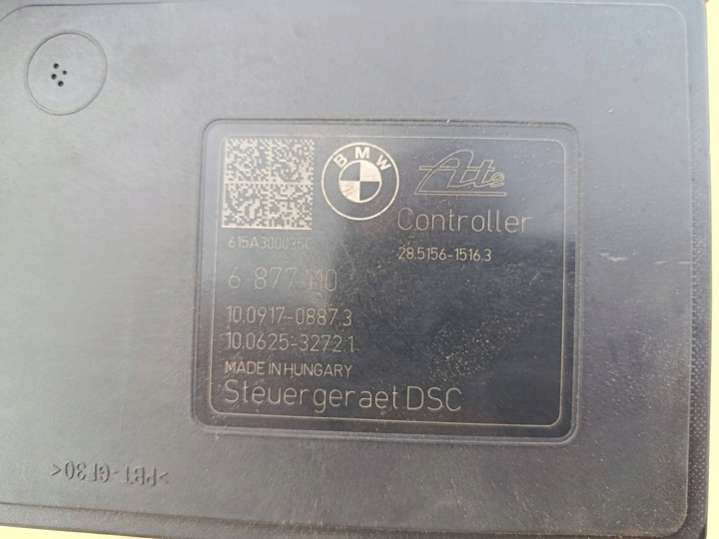 BMW
Ate
Controller
28.5156-1516.3
6 877 110
10.0917-0887.3
10.0625-3272.1
MADE IN HUNGARY
Steuergeraet DSC
>PBT-GF30<